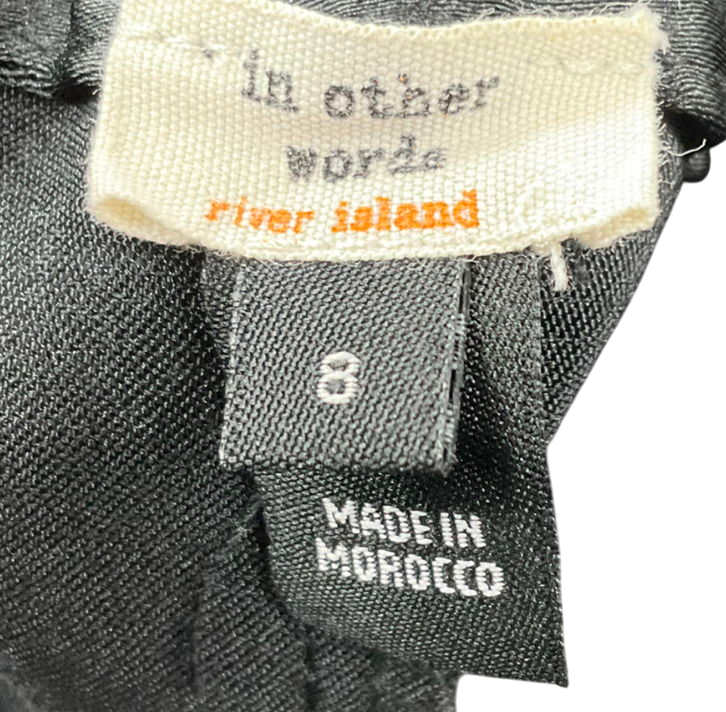 in other
words
river island
8
MADE IN
MOROCCO